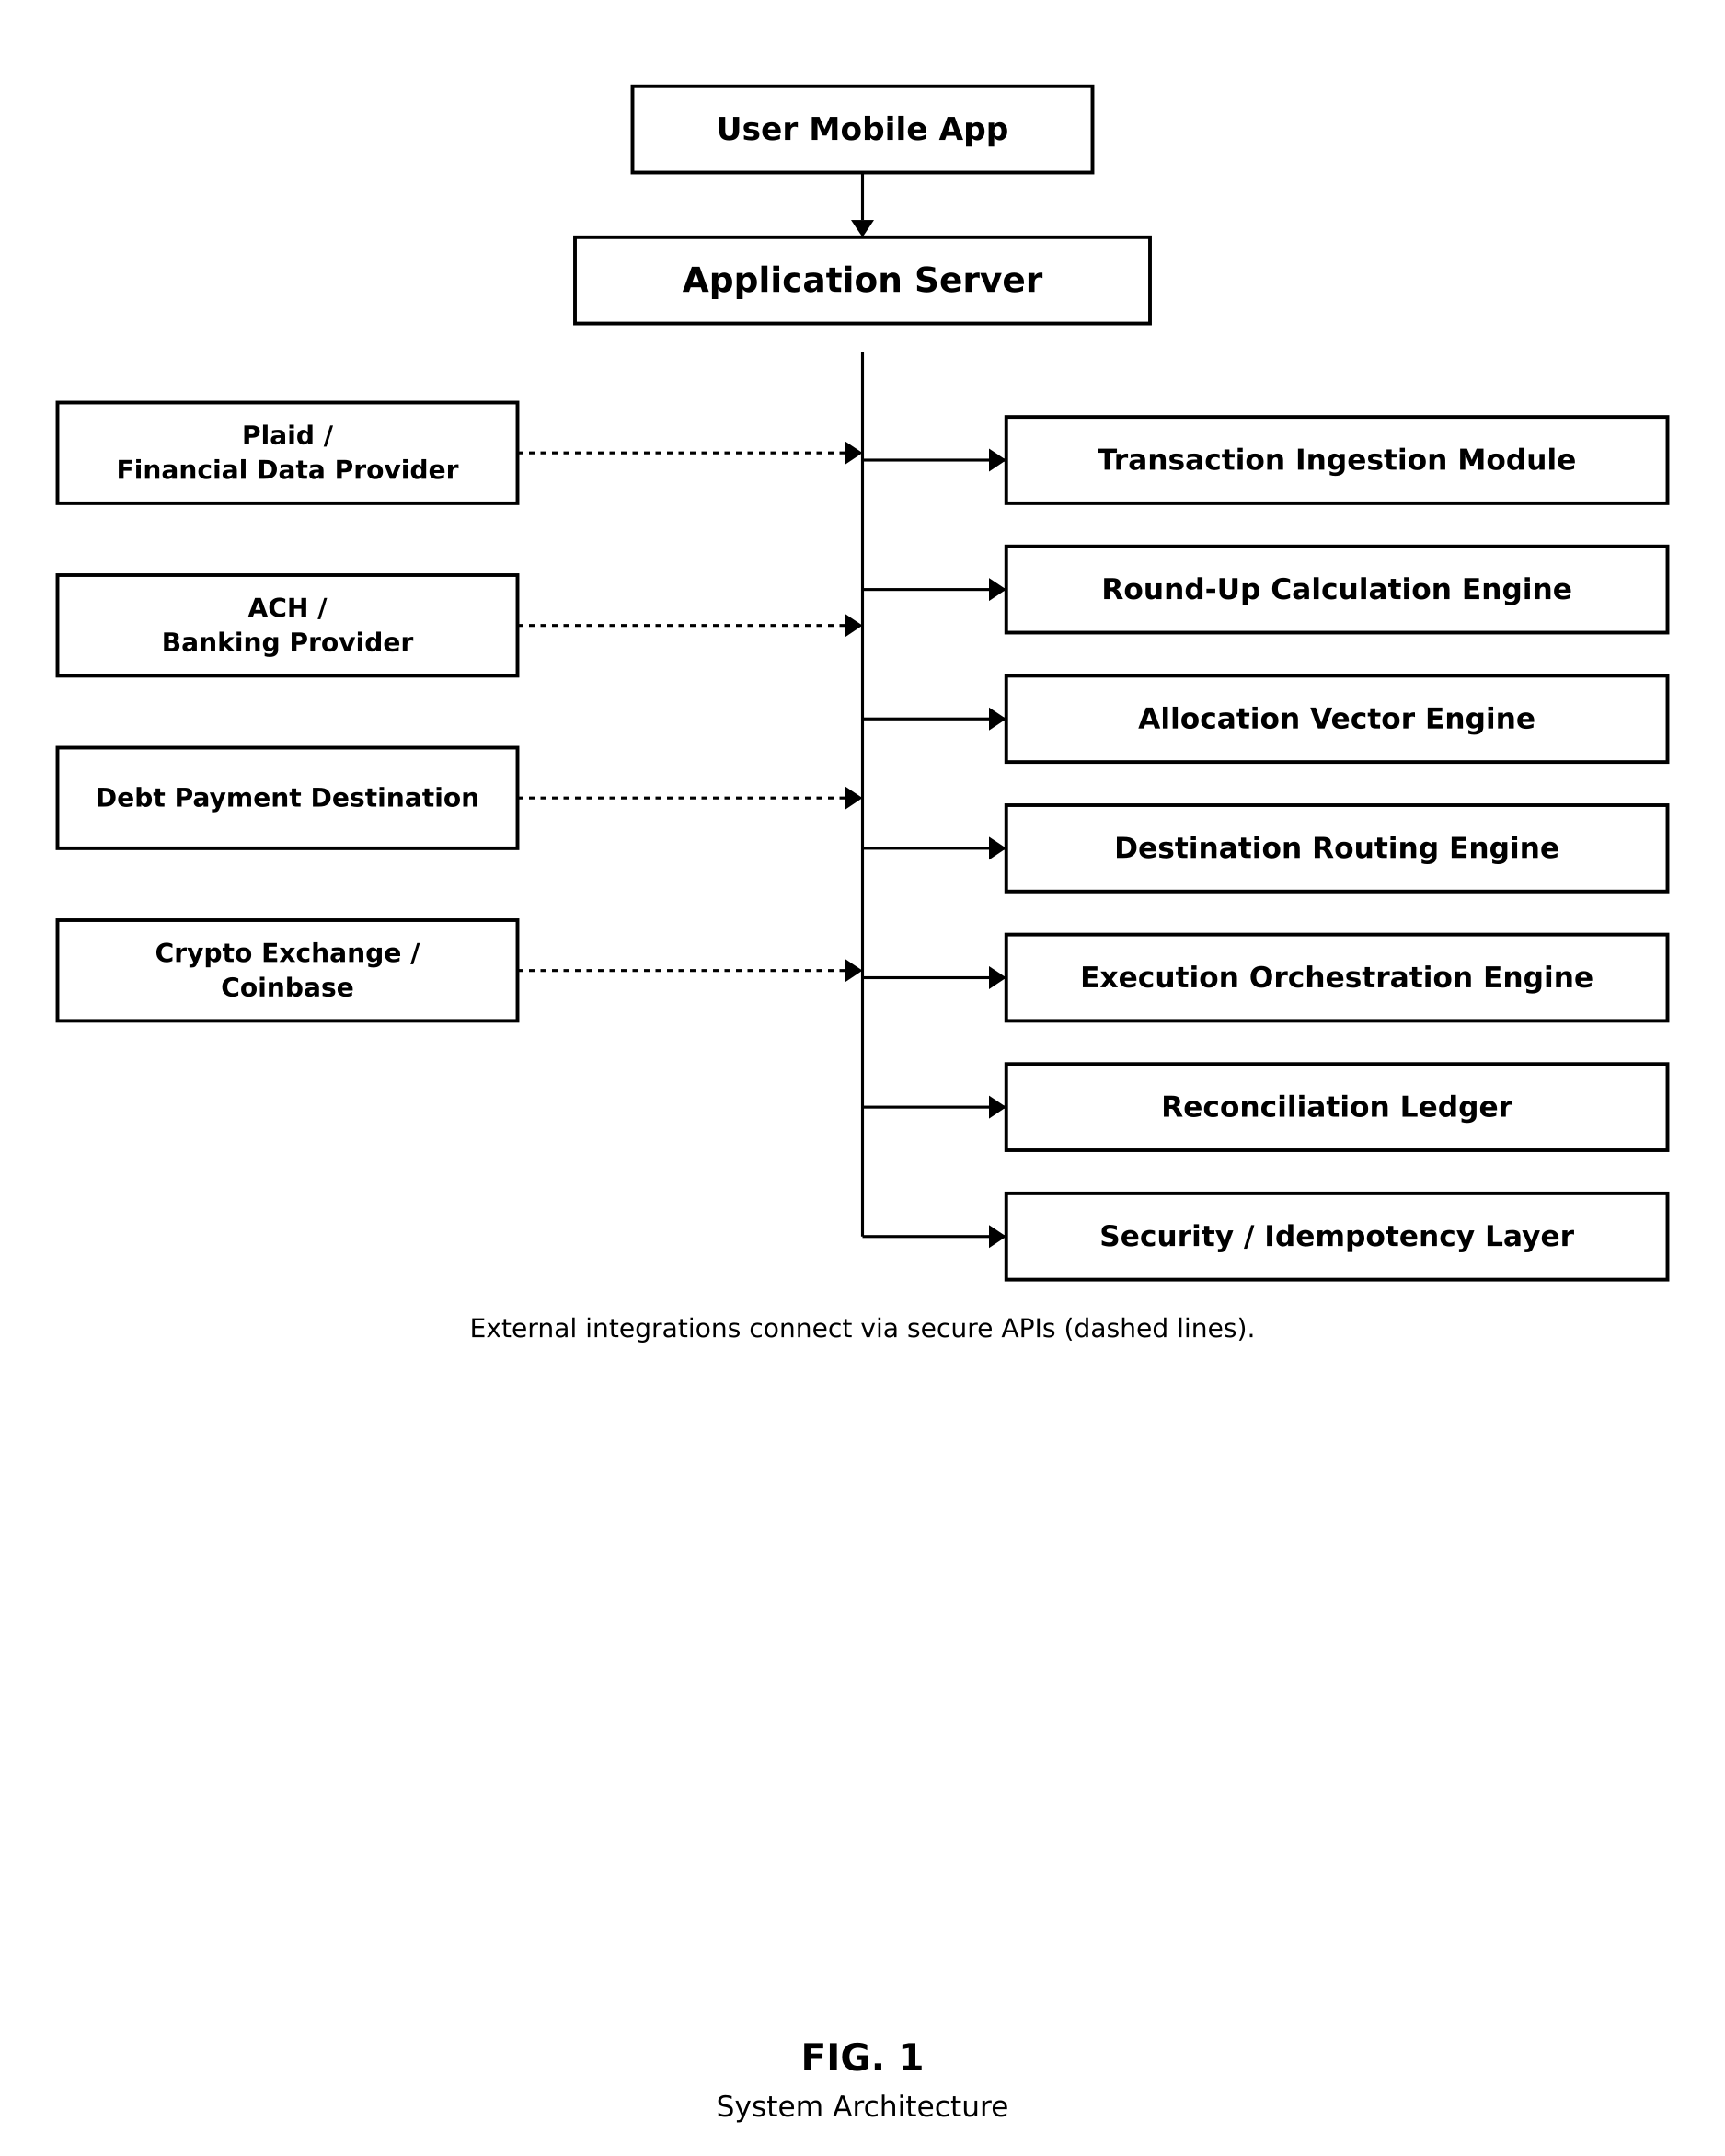 User Mobile App
Application Server
Plaid /
Financial Data Provider
ACH /
Banking Provider
Debt Payment Destination
Crypto Exchange /
Coinbase
Transaction Ingestion Module
Round-Up Calculation Engine
Allocation Vector Engine
Destination Routing Engine
Execution Orchestration Engine
Reconciliation Ledger
Security / Idempotency Layer
External integrations connect via secure APIs (dashed lines).
FIG. 1
System Architecture